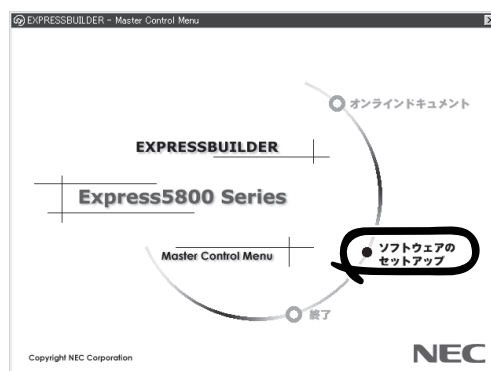 EXPRESSBUILDER - Master Control Menu
オンラインドキュメント
EXPRESSBUILDER
Express5800 Series
Master Control Menu
ソフトウェアの
セットアップ
終了
Copyright NEC Corporation
NEC